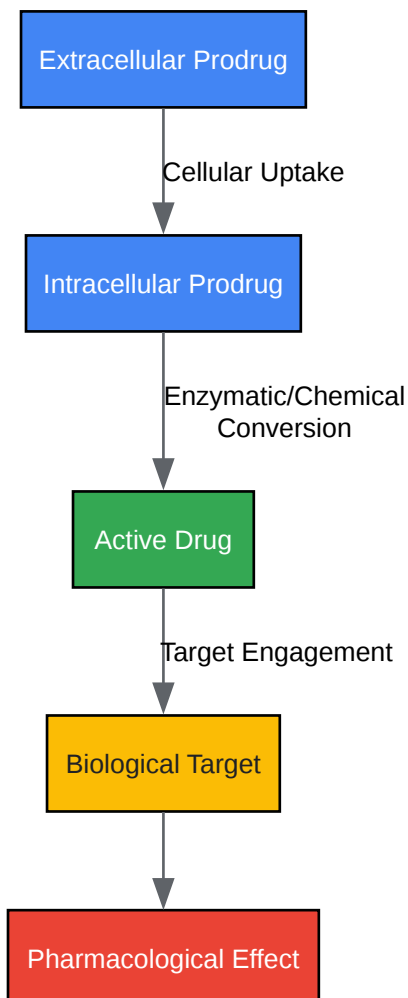 Extracellular Prodrug
Cellular Uptake
Intracellular Prodrug
Enzymatic/Chemical
Conversion
Active Drug
Target Engagement
Biological Target
Pharmacological Effect